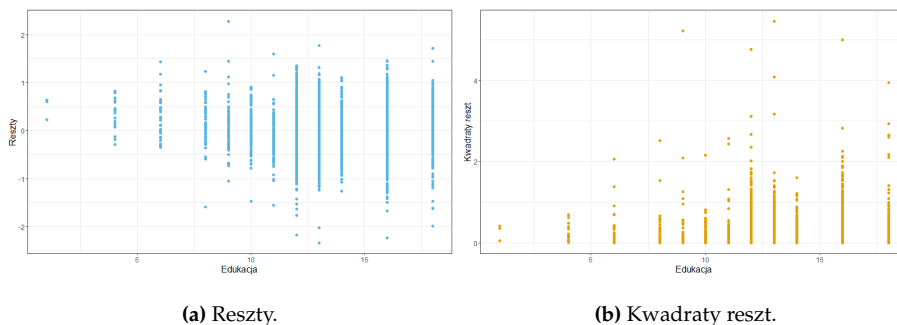 2
1
0
-1
-2
Reszty
5
10
15
Edukacja
4
2
0
Kwadraty reszt
5
10
15
Edukacja
(a) Reszty.
(b) Kwadraty reszt.